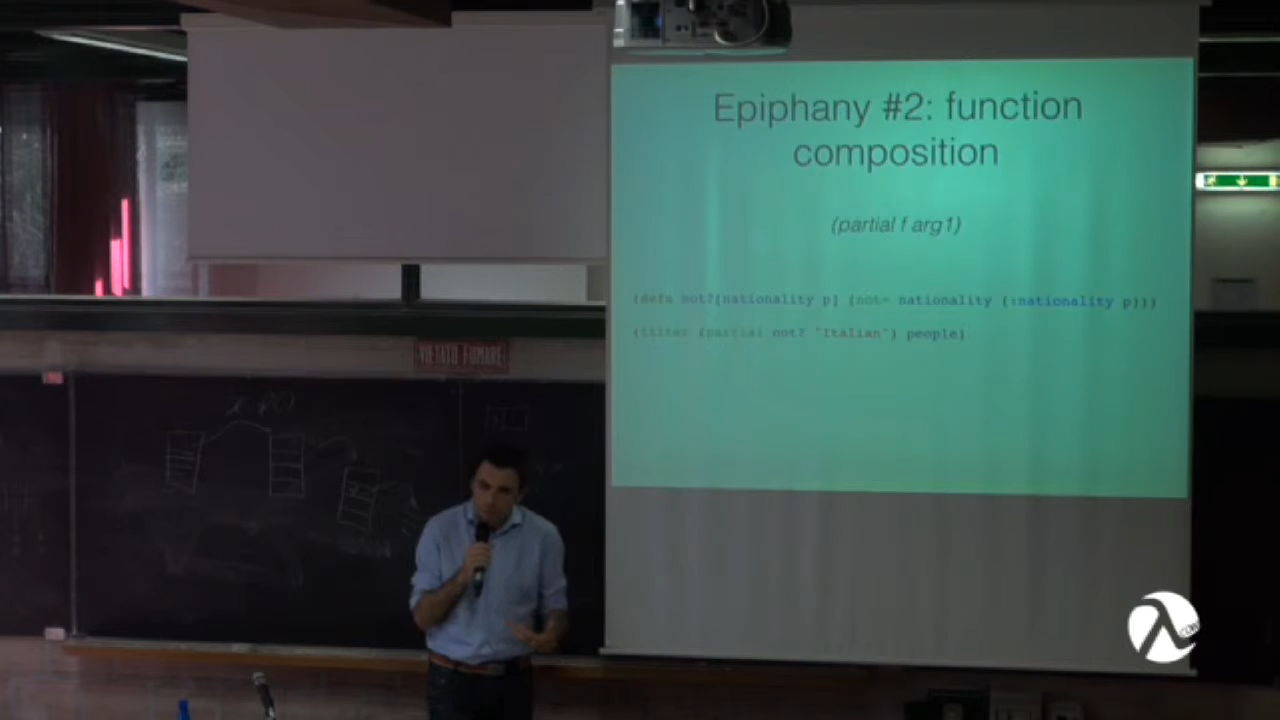 Epiphany #2: function
composition
(partial f arg1)
(defn not?[nationality p] (not= nationality (:nationality p)))
(filter (partial not? "Italian") people)
VIETATO FUMARE
λ